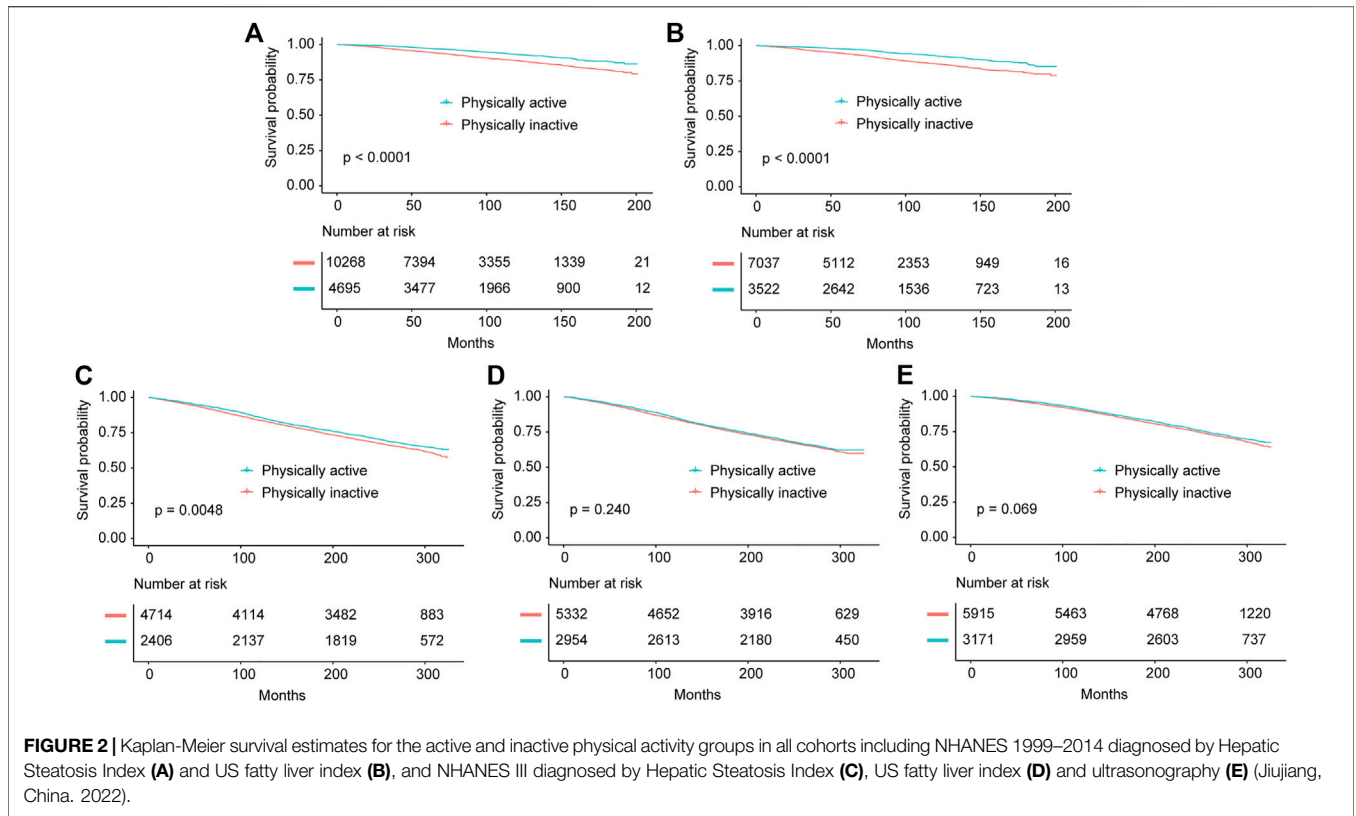 A
Survival probability
1.00
0.75
0.50
0.25
0.00
Physically active
Physically inactive
p < 0.0001
0 50 100 150 200
Number at risk
10268 7394 3355 1339 21
4695 3477 1966 900 12
0 50 100 150 200
Months
B
Survival probability
1.00
0.75
0.50
0.25
0.00
Physically active
Physically inactive
p < 0.0001
0 50 100 150 200
Number at risk
7037 5112 2353 949 16
3522 2642 1536 723 13
0 50 100 150 200
Months
C
Survival probability
1.00
0.75
0.50
0.25
0.00
Physically active
Physically inactive
p = 0.0048
0 100 200 300
Number at risk
4714 4114 3482 883
2406 2137 1819 572
0 100 200 300
Months
D
Survival probability
1.00
0.75
0.50
0.25
0.00
Physically active
Physically inactive
p = 0.240
0 100 200 300
Number at risk
5332 4652 3916 629
2954 2613 2180 450
0 100 200 300
Months
E
Survival probability
1.00
0.75
0.50
0.25
0.00
Physically active
Physically inactive
p = 0.069
0 100 200 300
Number at risk
5915 5463 4768 1220
3171 2959 2603 737
0 100 200 300
Months
FIGURE 2 | Kaplan-Meier survival estimates for the active and inactive physical activity groups in all cohorts including NHANES 1999–2014 diagnosed by Hepatic
Steatosis Index (A) and US fatty liver index (B), and NHANES III diagnosed by Hepatic Steatosis Index (C), US fatty liver index (D) and ultrasonography (E) (Jiujiang,
China. 2022).